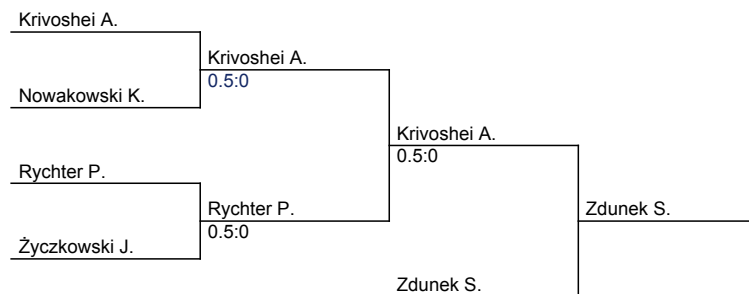 Krivoshei A.
Krivoshei A.
0.5:0
Nowakowski K.
Krivoshei A.
0.5:0
Rychter P.
Rychter P.
0.5:0
Zdunek S.
Życzkowski J.
Zdunek S.